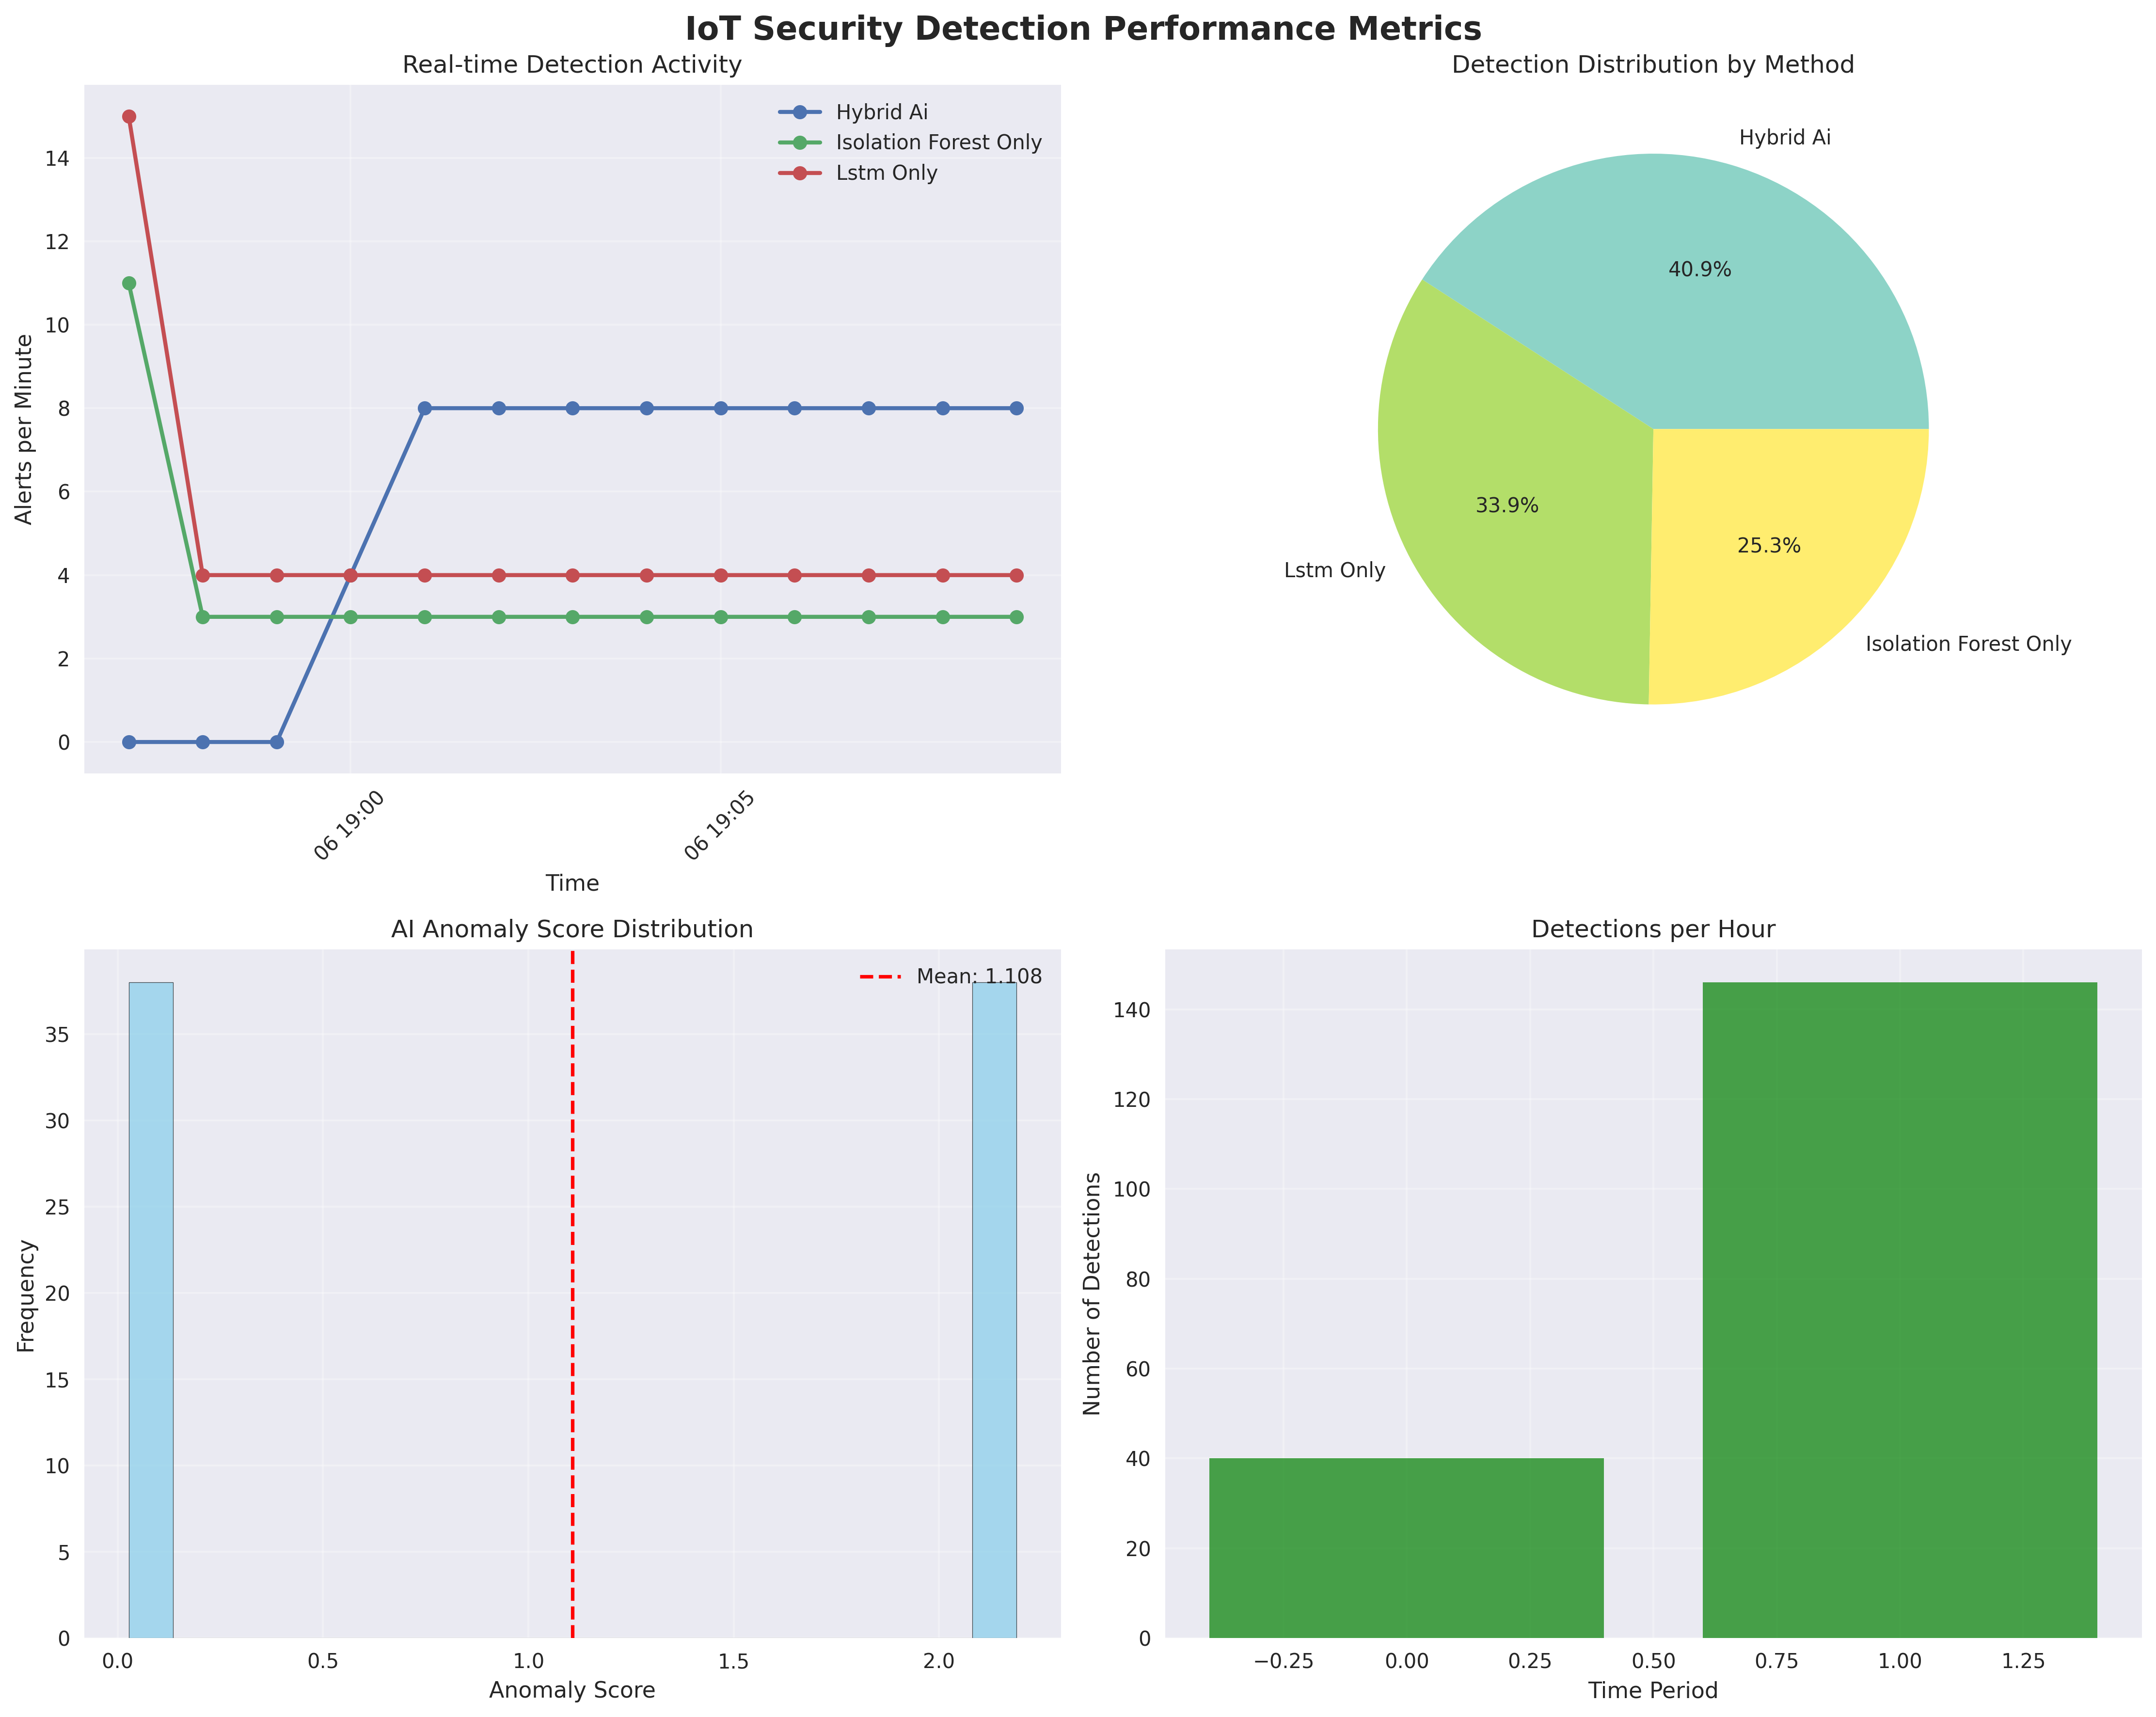 IoT Security Detection Performance Metrics
Real-time Detection Activity
Hybrid Ai
Isolation Forest Only
Lstm Only
14
12
10
8
6
4
2
0
Alerts per Minute
06 19:00
06 19:05
Time
Detection Distribution by Method
Hybrid Ai
40.9%
33.9%
25.3%
Lstm Only
Isolation Forest Only
AI Anomaly Score Distribution
Mean: 1.108
35
30
25
20
15
10
5
0
Frequency
0.0 0.5 1.0 1.5 2.0
Anomaly Score
Detections per Hour
140
120
100
80
60
40
20
0
Number of Detections
−0.25 0.00 0.25 0.50 0.75 1.00 1.25
Time Period